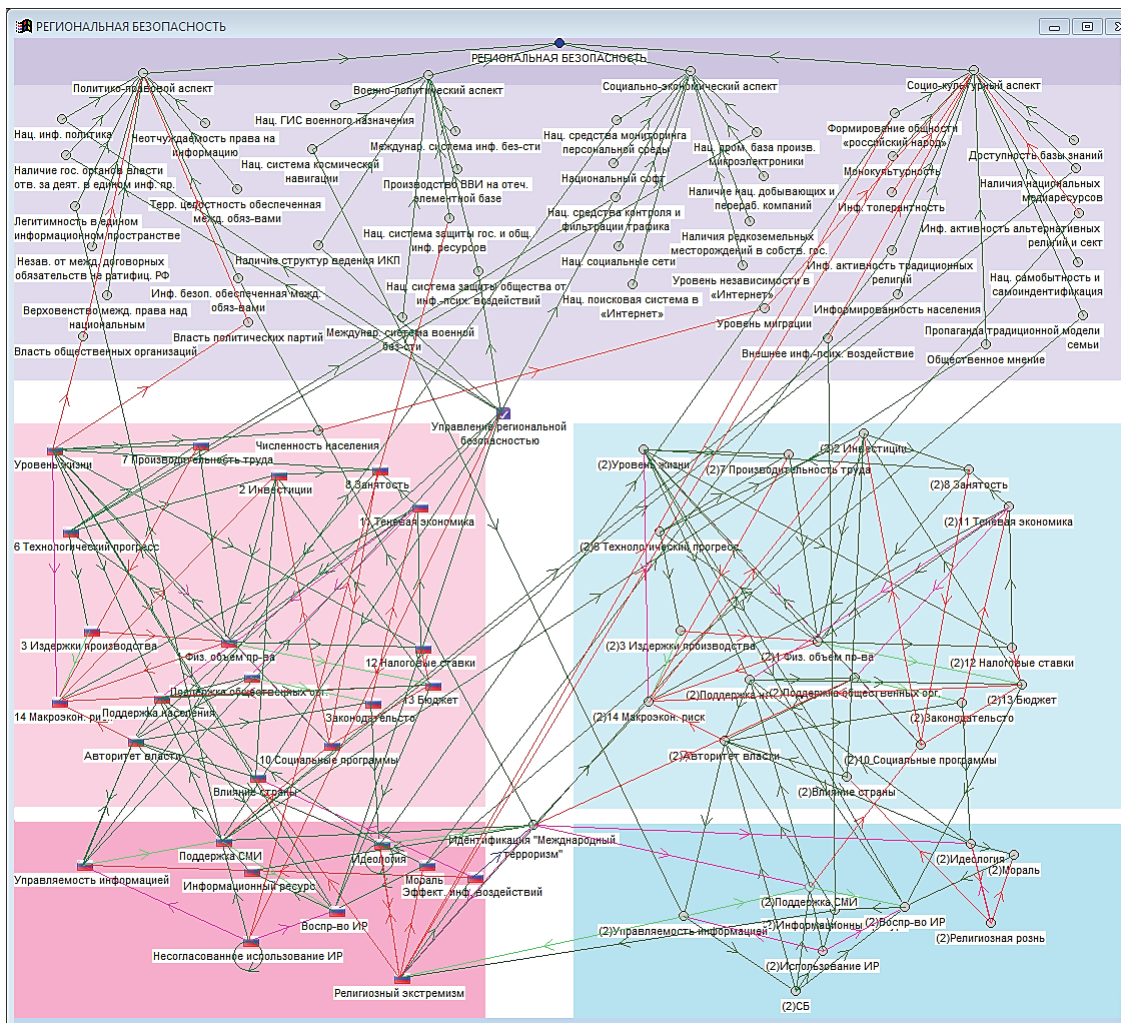 РЕГИОНАЛЬНАЯ БЕЗОПАСНОСТЬ
РЕГИОНАЛЬНАЯ БЕЗОПАСНОСТЬ
Политико-правовой аспект
Военно-политический аспект
Социально-экономический аспект
Социо-культурный аспект
Нац. инф. политика
Неотчуждаемость права на
информацию
Наличие гос. органов власти
отв. за деят. в едином инф. пр.
Терр. целостность обеспеченная
межд. обяз-вами
Легитимность в едином
информационном пространстве
Незав. от меж. договорных
обязательств не ратифиц. РФ
Инф. безоп. обеспеченная межд.
обяз-вами
Верховенство межд. права над
национальным
Власть политических партий
Власть общественных организаций
Нац. ГИС военного назначения
Междунар. система инф. без-сти
Нац. система космической
навигации
Производство ВВИ на отеч.
элементной базе
Нац. система защиты гос. и общ.
инф. ресурсов
Наличие структур ведения ИКП
Нац. система защиты общества от
инф.-псих. воздействий
Междунар. система военной
без-сти
Нац. средства мониторинга
персональной среды
Нац. пром. база произв.
микроэлектроники
Национальный софт
Наличие нац. добывающих и
перераб. компаний
Нац. средства контроля и
фильтрации трафика
Наличия редкоземельных
месторождений в собств. гос.
Нац. социальные сети
Уровень независимости в
«Интернет»
Нац. поисковая система в
«Интернет»
Уровень миграции
Формирование общности
«российский народ»
Доступность базы знаний
Монокультурность
Наличия национальных
медиаресурсов
Инф. толерантность
Инф. активность альтернативных
религий и сект
Инф. активность традиционных
религий
Нац. самобытность и
самоиндентификация
Информированность населения
Пропаганда традиционной модели
семьи
Внешнее инф.-псих. воздействие
Общественное мнение
Управление региональной
безопасностью
Численность населения
Уровень жизни
7 Производительность труда
2 Инвестиции
8 Занятость
11 Теневая экономика
6 Технологический прогресс
3 Издержки производства
Физ. объем пр-ва
12 Налоговые ставки
Поддержка общественных орг.
13 Бюджет
14 Макроэкон. ри...
Поддержка населения
Законодательсто
Авторитет власти
10 Социальные программы
Влияние страны
Идентификация "Международный
терроризм"
Поддержка СМИ
Идеология
Управляемость информацией
Информационный ресурс
Мораль
Эффект. инф. воздействий
Воспр-во ИР
Несогласованное использование ИР
Религиозный экстремизм
(2)Уровень жизни
(2)2 Инвестиции
(2)7 Производительность труда
(2)8 Занятость
(2)11 Теневая экономика
(2)6 Технологический прогресс
(2)3 Издержки производства
(2)1 Физ. объем пр-ва
(2)12 Налоговые ставки
(2)Поддержка
(2)Поддержка общественных орг.
(2)13 Бюджет
(2)14 Макроэкон. риск
(2)Законодательсто
(2)Авторитет власти
(2)10 Социальные программы
(2)Влияние страны
(2)Идеология
(2)Мораль
(2)Поддержка СМИ
(2)Управляемость информацией
(2)Воспр-во ИР
(2)Религиозная рознь
(2)Использование ИР
(2)СБ